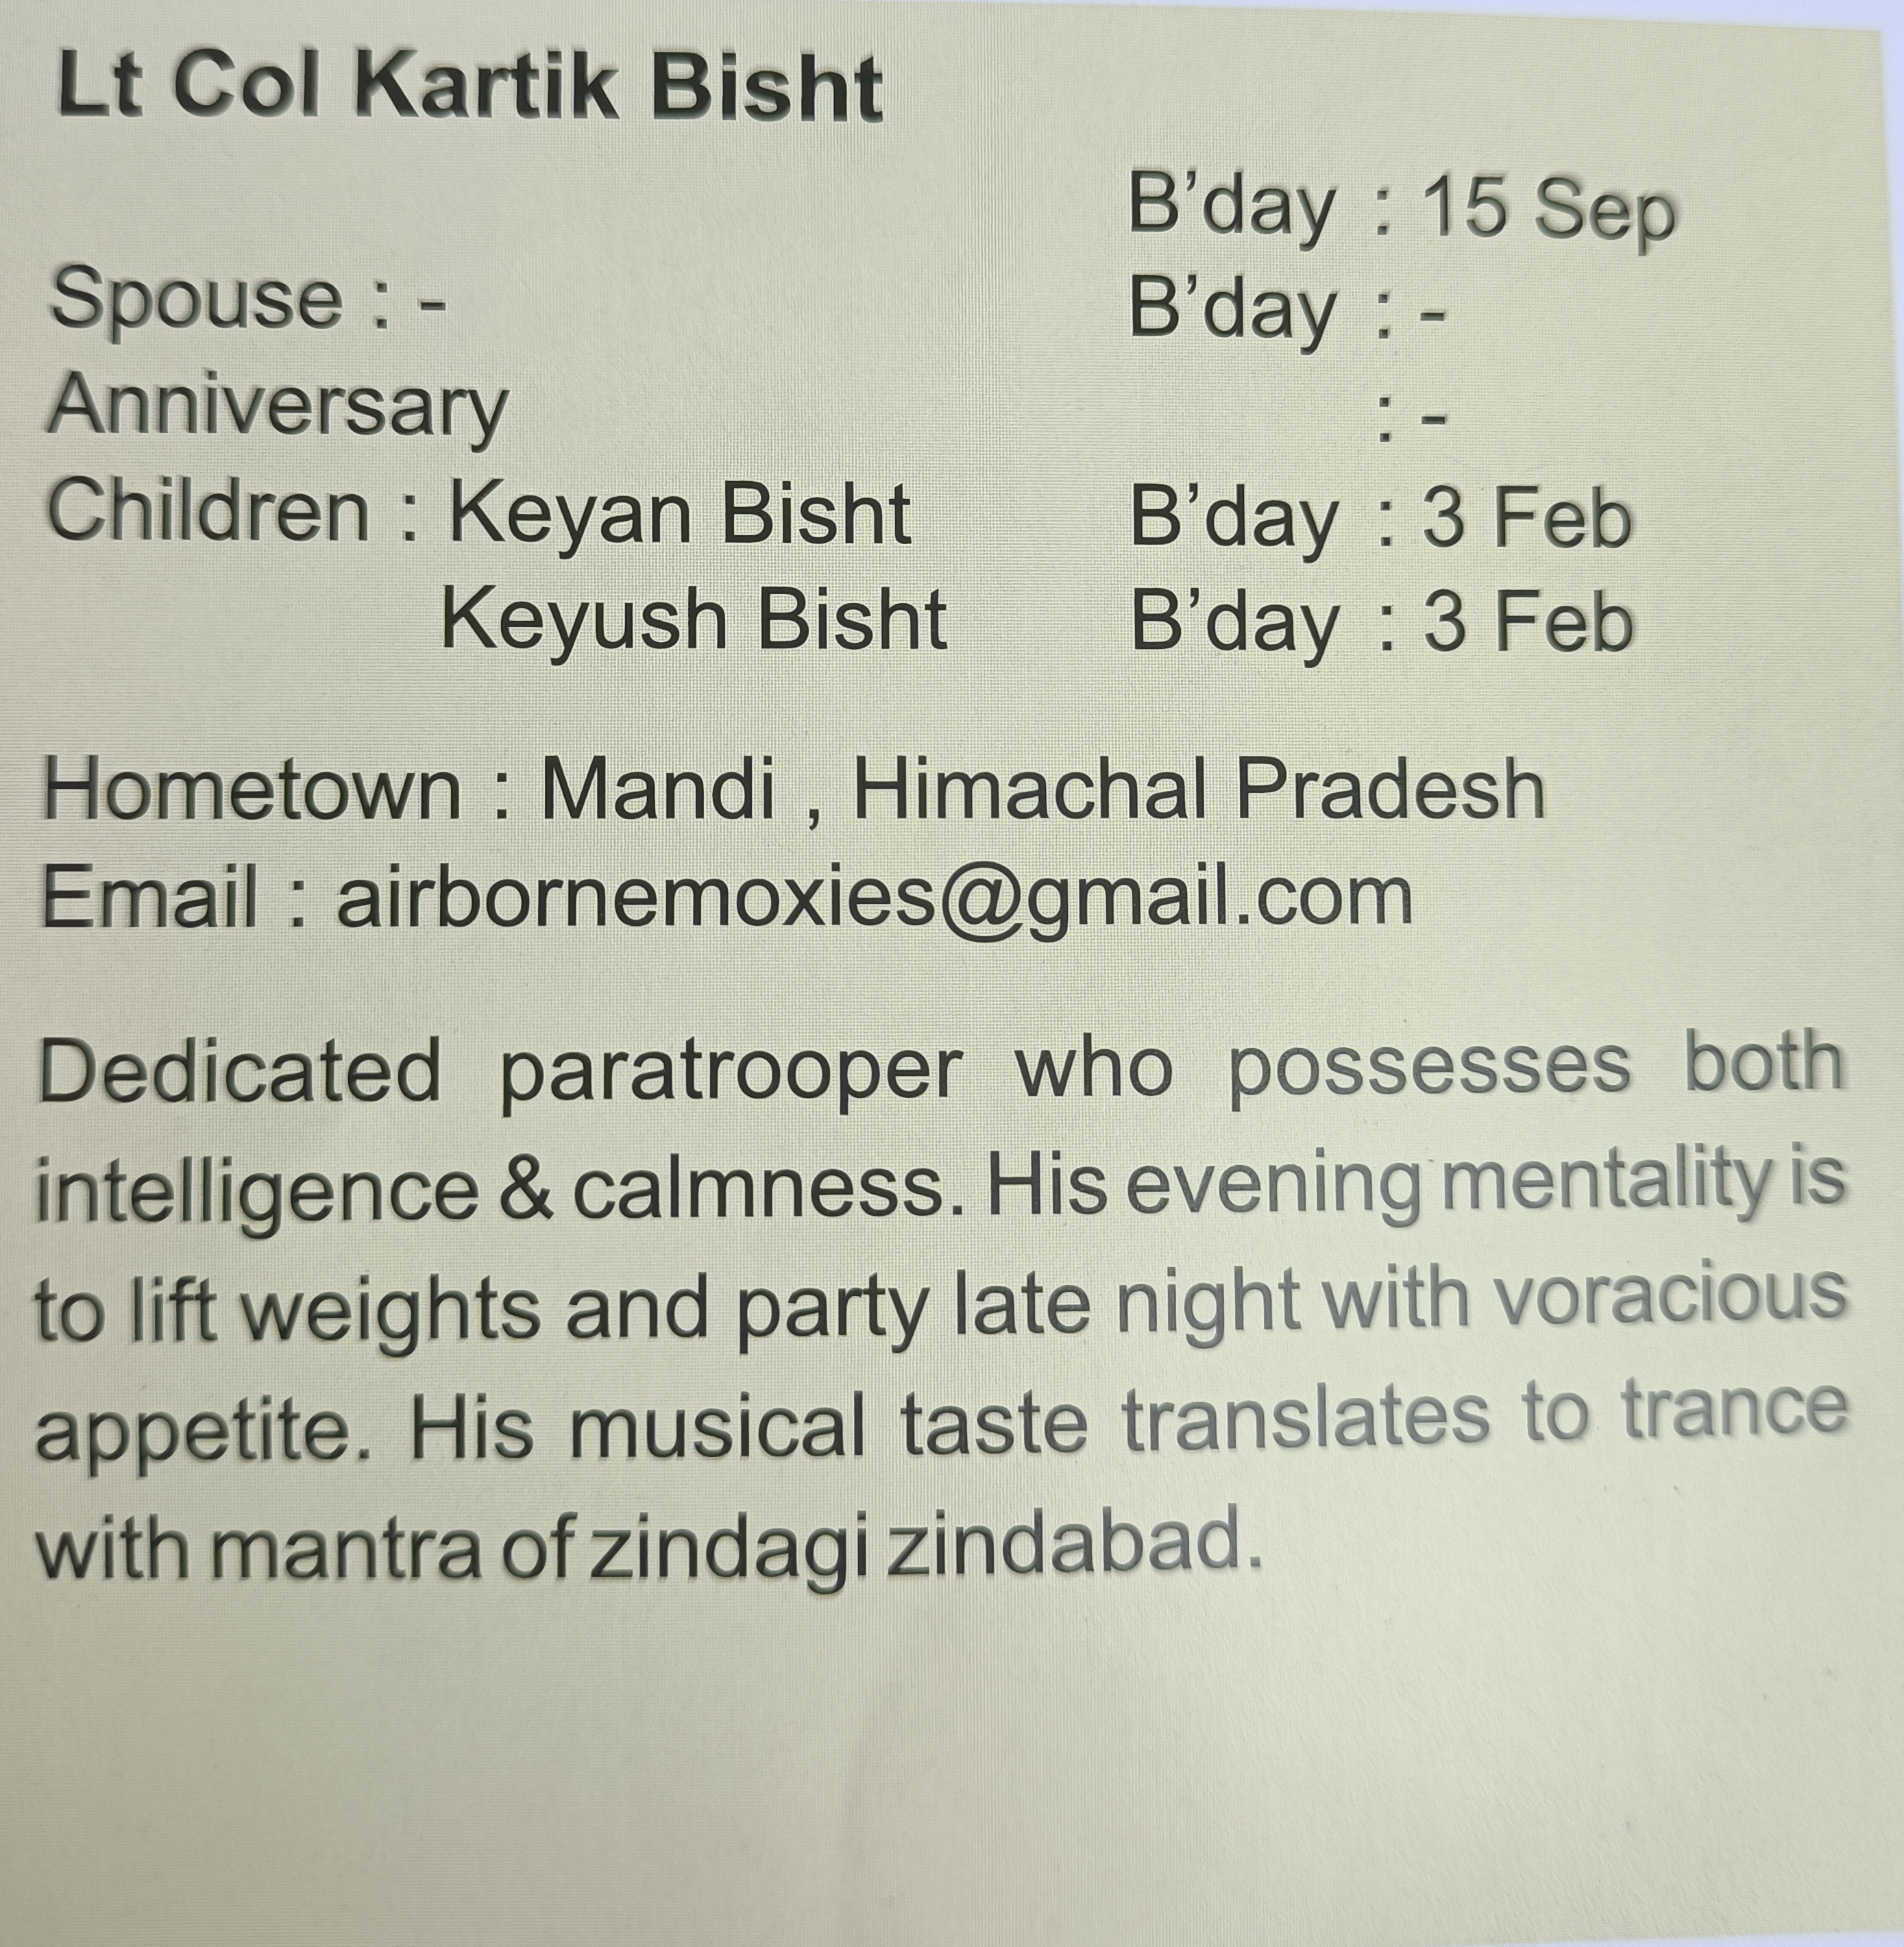 Lt Col Kartik Bisht
B’day : 15 Sep
Spouse : - B’day : -
Anniversary : -
Children : Keyan Bisht B’day : 3 Feb
Keyush Bisht B’day : 3 Feb
Hometown : Mandi , Himachal Pradesh
Email : airbornemoxies@gmail.com
Dedicated paratrooper who possesses both
intelligence & calmness. His evening mentality is
to lift weights and party late night with voracious
appetite. His musical taste translates to trance
with mantra of zindagi zindabad.